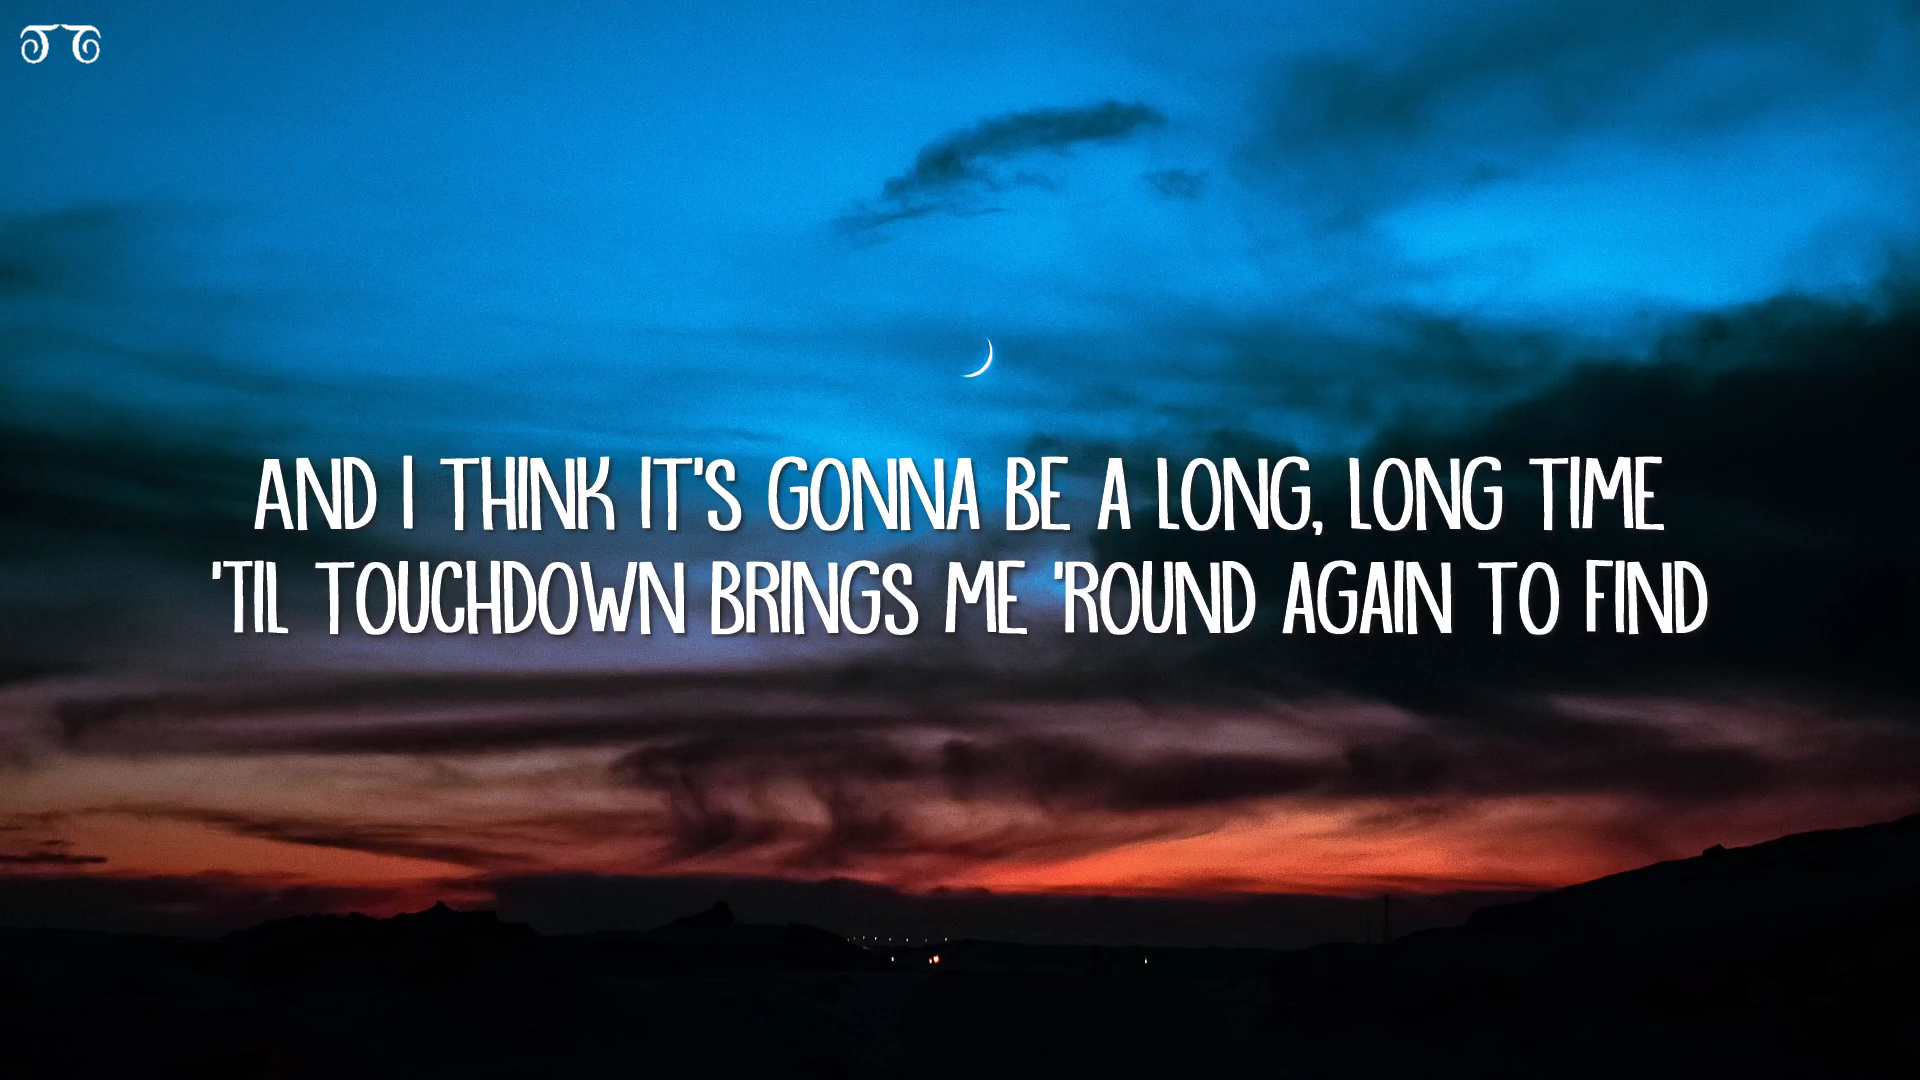 AND I THINK IT'S GONNA BE A LONG, LONG TIME
'TIL TOUCHDOWN BRINGS ME 'ROUND AGAIN TO FIND